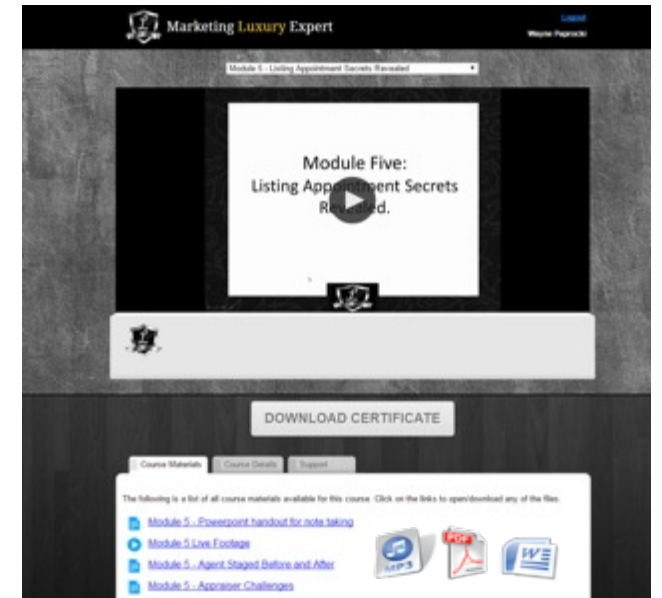 Marketing Luxury Expert
Logout
Wayne Paprocki
Module 5 - Listing Appointment Secrets Revealed
Module Five:
Listing Appointment Secrets
Revealed.
DOWNLOAD CERTIFICATE
Course Materials
Course Details
Support
The following is a list of all course materials available for this course. Click on the links to open/download any of the files.
Module 5 - Powerpoint handout for note taking
Module 5 Live Footage
Module 5 - Agent Staged Before and After
Module 5 - Appraiser Challenges
MP3
PDF
W